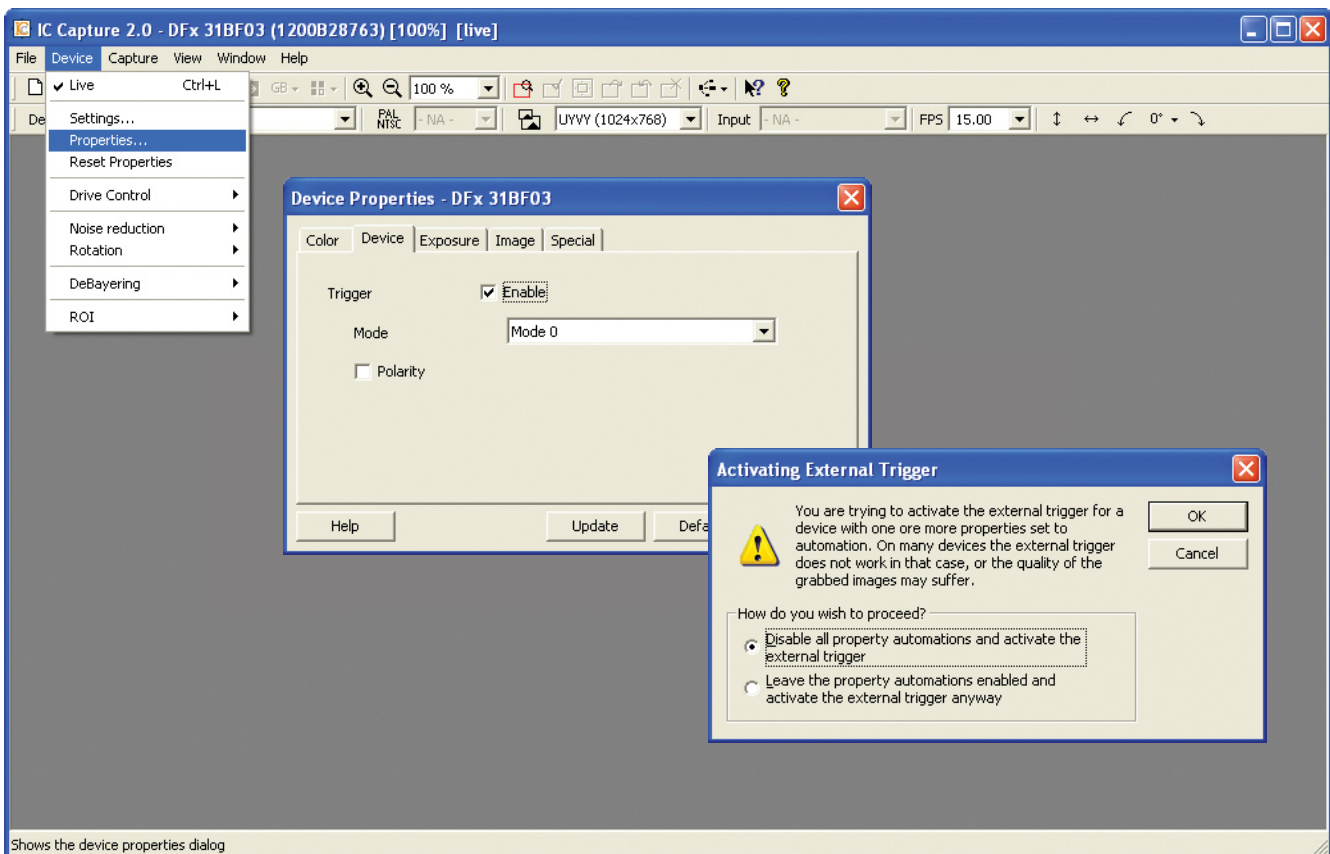 IC Capture 2.0 - DFx 31BF03 (1200B28763) [100%] [live]
File Device Capture View Window Help
GB 100 %
De PAL NTSC - NA - UYVY (1024x768) Input - NA - FPS 15.00 0°
Live Ctrl+L
Settings...
Properties...
Reset Properties
Drive Control
Noise reduction
Rotation
DeBayering
ROI
Device Properties - DFx 31BF03
Color Device Exposure Image Special
Trigger Enable
Mode Mode 0
Polarity
Help Update Defa
Activating External Trigger
You are trying to activate the external trigger for a
device with one ore more properties set to
automation. On many devices the external trigger
does not work in that case, or the quality of the
grabbed images may suffer.
OK
Cancel
How do you wish to proceed?
Disable all property automations and activate the
external trigger
Leave the property automations enabled and
activate the external trigger anyway
Shows the device properties dialog